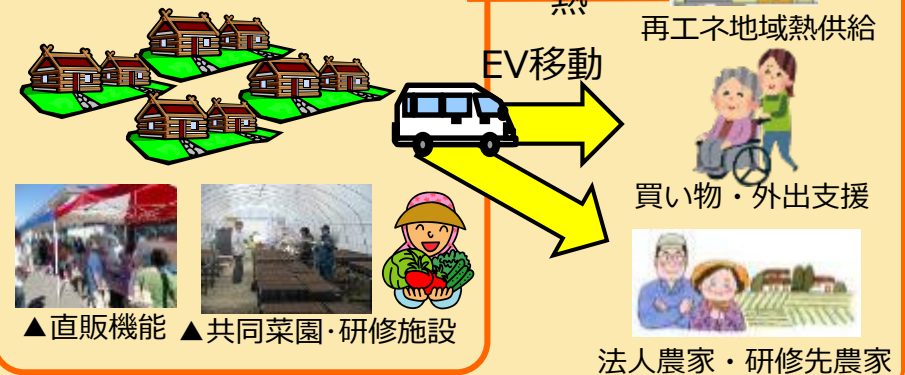 熱
再エネ地域熱供給
EV移動
買い物・外出支援
▲直販機能
▲共同菜園･研修施設
法人農家・研修先農家